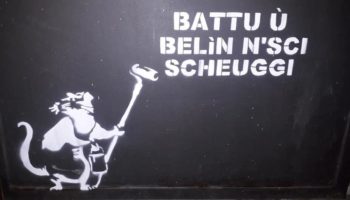 BATTU Ù
BELÌN N'SCI
SCHEUGGI